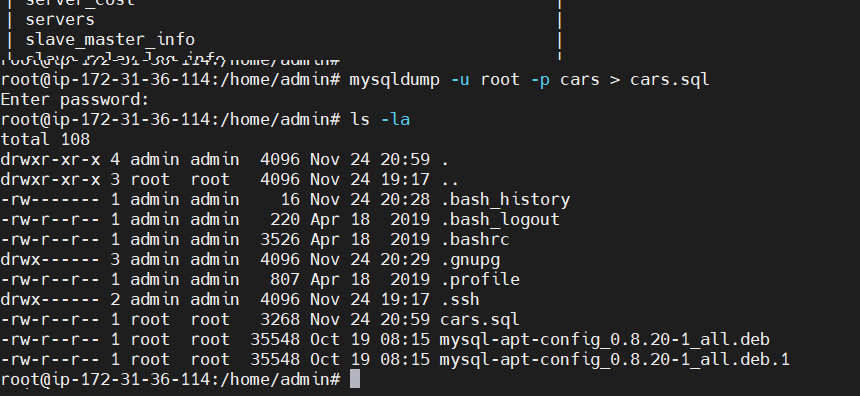 | server_cost |
| servers |
| slave_master_info |
root@ip-172-31-36-114:/home/admin# mysqldump -u root -p cars > cars.sql
Enter password:
root@ip-172-31-36-114:/home/admin# ls -la
total 108
drwxr-xr-x 4 admin admin  4096 Nov 24 20:59 .
drwxr-xr-x 3 root  root   4096 Nov 24 19:17 ..
-rw------- 1 admin admin    16 Nov 24 20:28 .bash_history
-rw-r--r-- 1 admin admin   220 Apr 18  2019 .bash_logout
-rw-r--r-- 1 admin admin  3526 Apr 18  2019 .bashrc
drwx------ 3 admin admin  4096 Nov 24 20:29 .gnupg
-rw-r--r-- 1 admin admin   807 Apr 18  2019 .profile
drwx------ 2 admin admin  4096 Nov 24 19:17 .ssh
-rw-r--r-- 1 root  root   3268 Nov 24 20:59 cars.sql
-rw-r--r-- 1 root  root  35548 Oct 19 08:15 mysql-apt-config_0.8.20-1_all.deb
-rw-r--r-- 1 root  root  35548 Oct 19 08:15 mysql-apt-config_0.8.20-1_all.deb.1
root@ip-172-31-36-114:/home/admin#